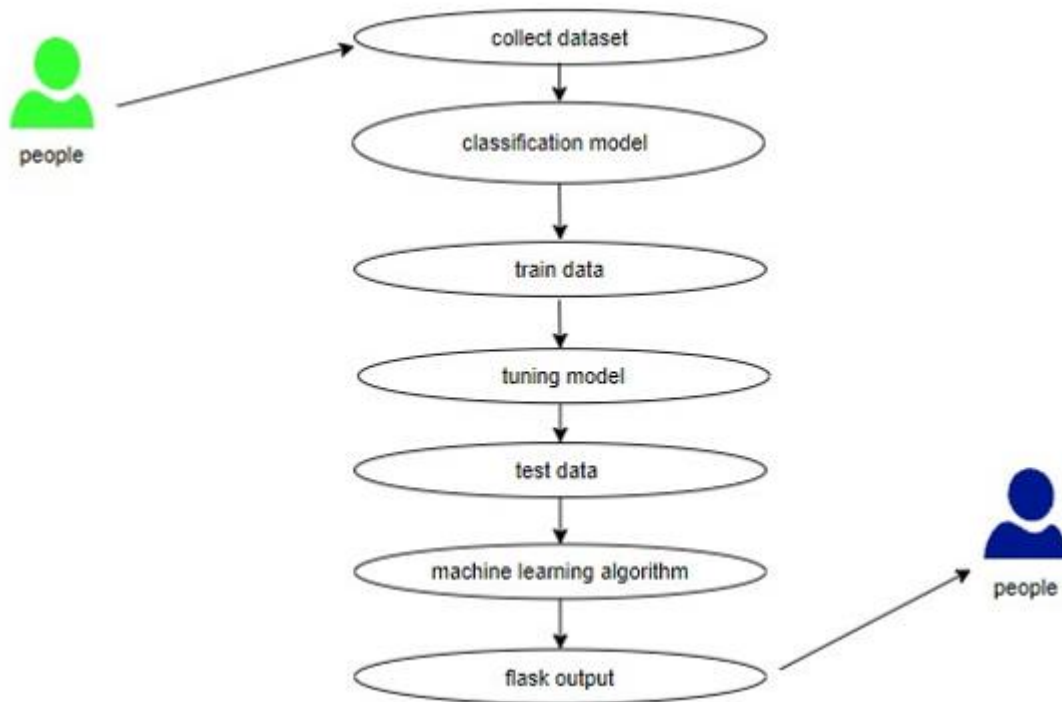 collect dataset
people
classification model
train data
tuning model
test data
machine learning algorithm
people
flask output